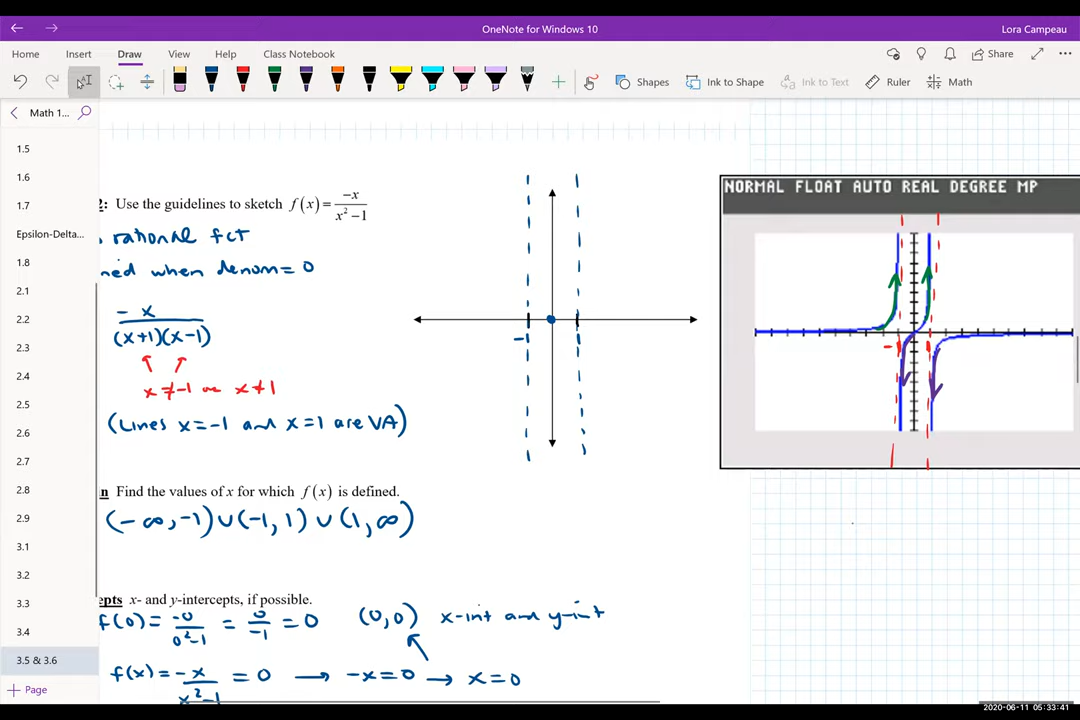 OneNote for Windows 10
Lora Campeau
Home Insert Draw View Help Class Notebook
Share
Shapes Ink to Shape Ink to Text Ruler Math
Math 1...
1.5
1.6
1.7
Epsilon-Delta...
1.8
2.1
2.2
2.3
2.4
2.5
2.6
2.7
2.8
2.9
3.1
3.2
3.3
3.4
3.5 & 3.6
Page
2: Use the guidelines to sketch f(x) = -x / x² -1
rational fct
ned when denom = 0
- x / (x+1)(x-1)
x ≠ -1 or x ≠ 1
(Lines x = -1 and x = 1 are VA)
n Find the values of x for which f(x) is defined.
(-∞, -1) ∪ (-1, 1) ∪ (1, ∞)
epts x- and y-intercepts, if possible.
f(0) = -0 / 0²-1 = 0 / -1 = 0 (0,0) x-int and y-int
f(x) = -x / x²-1 = 0 → -x = 0 → x = 0
-1
NORMAL FLOAT AUTO REAL DEGREE MP
2020-06-11 05:33:41